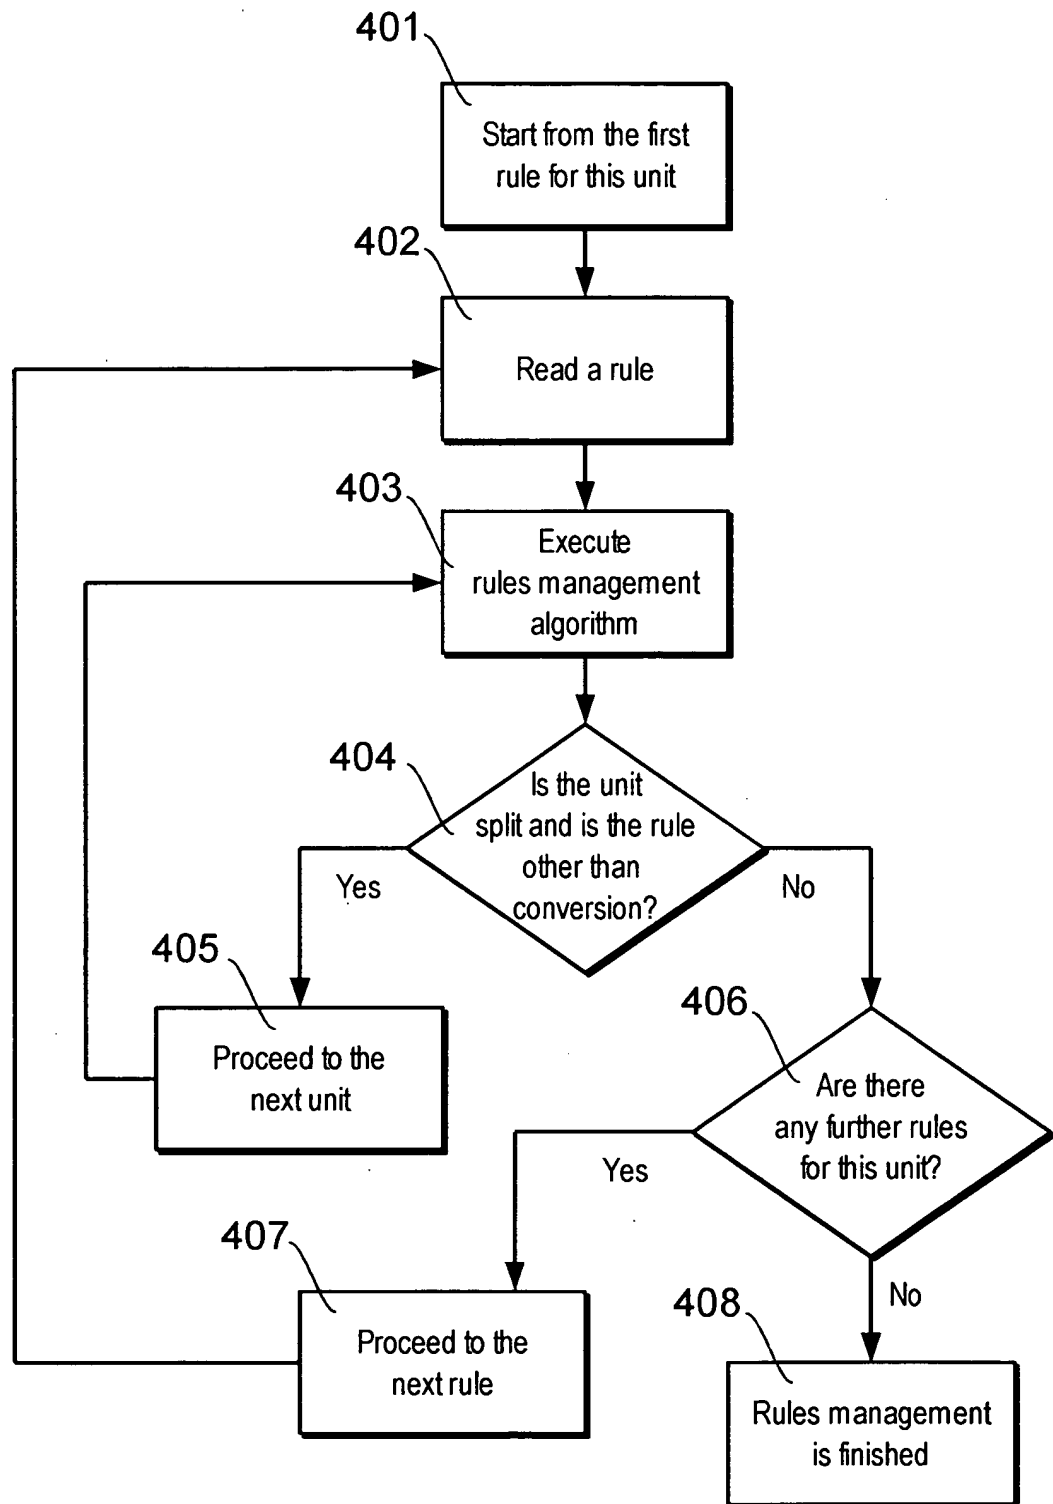 401
Start from the first
rule for this unit
402
Read a rule
403
Execute
rules management
algorithm
404
Is the unit
split and is the rule
other than
conversion?
Yes
No
405
Proceed to the
next unit
406
Are there
any further rules
for this unit?
Yes
No
407
Proceed to the
next rule
408
Rules management
is finished